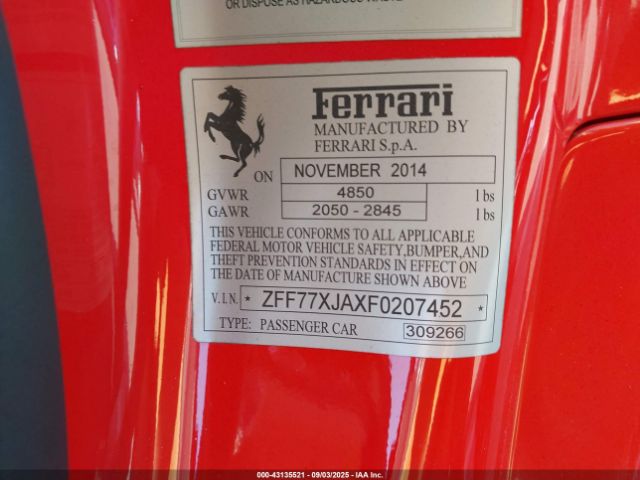 OR DISPOSE AS HAZARDOUS WASTE
Ferrari
MANUFACTURED BY
FERRARI S.p.A.
ON NOVEMBER 2014
GVWR 4850 lbs
GAWR 2050 - 2845 lbs
THIS VEHICLE CONFORMS TO ALL APPLICABLE
FEDERAL MOTOR VEHICLE SAFETY,BUMPER,AND
THEFT PREVENTION STANDARDS IN EFFECT ON
THE DATE OF MANUFACTURE SHOWN ABOVE
V.I.N. * ZFF77XJAXF0207452 *
TYPE: PASSENGER CAR 309266
000-43135521 - 09/03/2025 - IAA Inc.